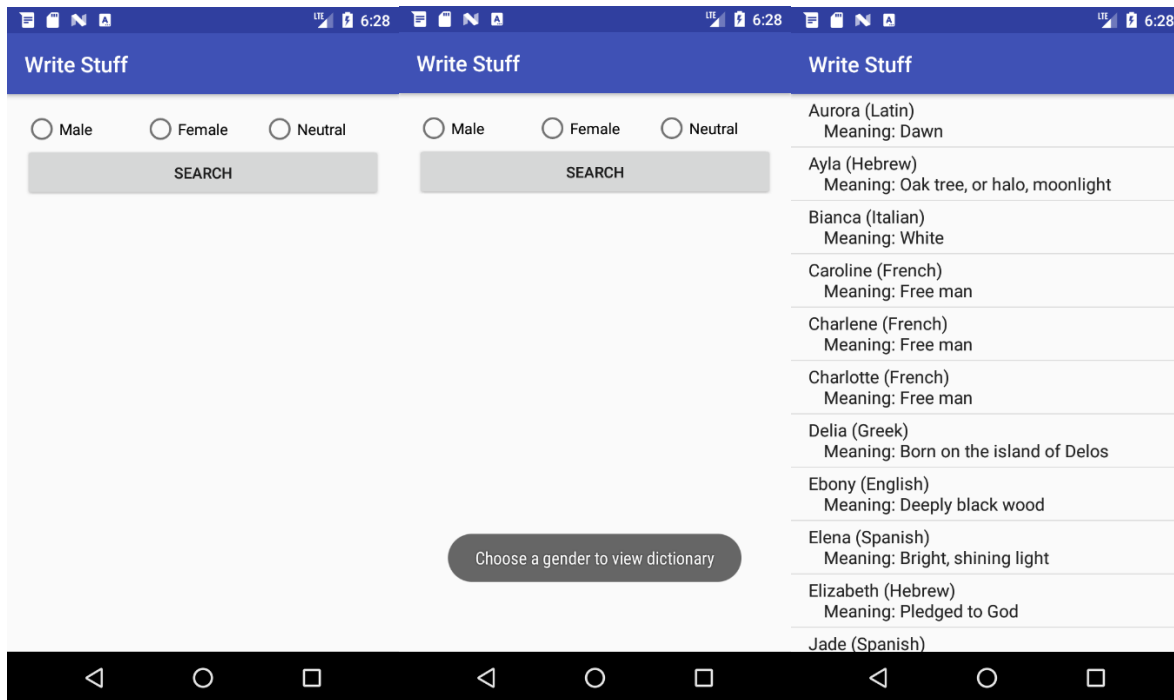 LTE 6:28
Write Stuff
Male Female Neutral
SEARCH
LTE 6:28
Write Stuff
Male Female Neutral
SEARCH
Choose a gender to view dictionary
LTE 6:28
Write Stuff
Aurora (Latin)
Meaning: Dawn
Ayla (Hebrew)
Meaning: Oak tree, or halo, moonlight
Bianca (Italian)
Meaning: White
Caroline (French)
Meaning: Free man
Charlene (French)
Meaning: Free man
Charlotte (French)
Meaning: Free man
Delia (Greek)
Meaning: Born on the island of Delos
Ebony (English)
Meaning: Deeply black wood
Elena (Spanish)
Meaning: Bright, shining light
Elizabeth (Hebrew)
Meaning: Pledged to God
Jade (Spanish)